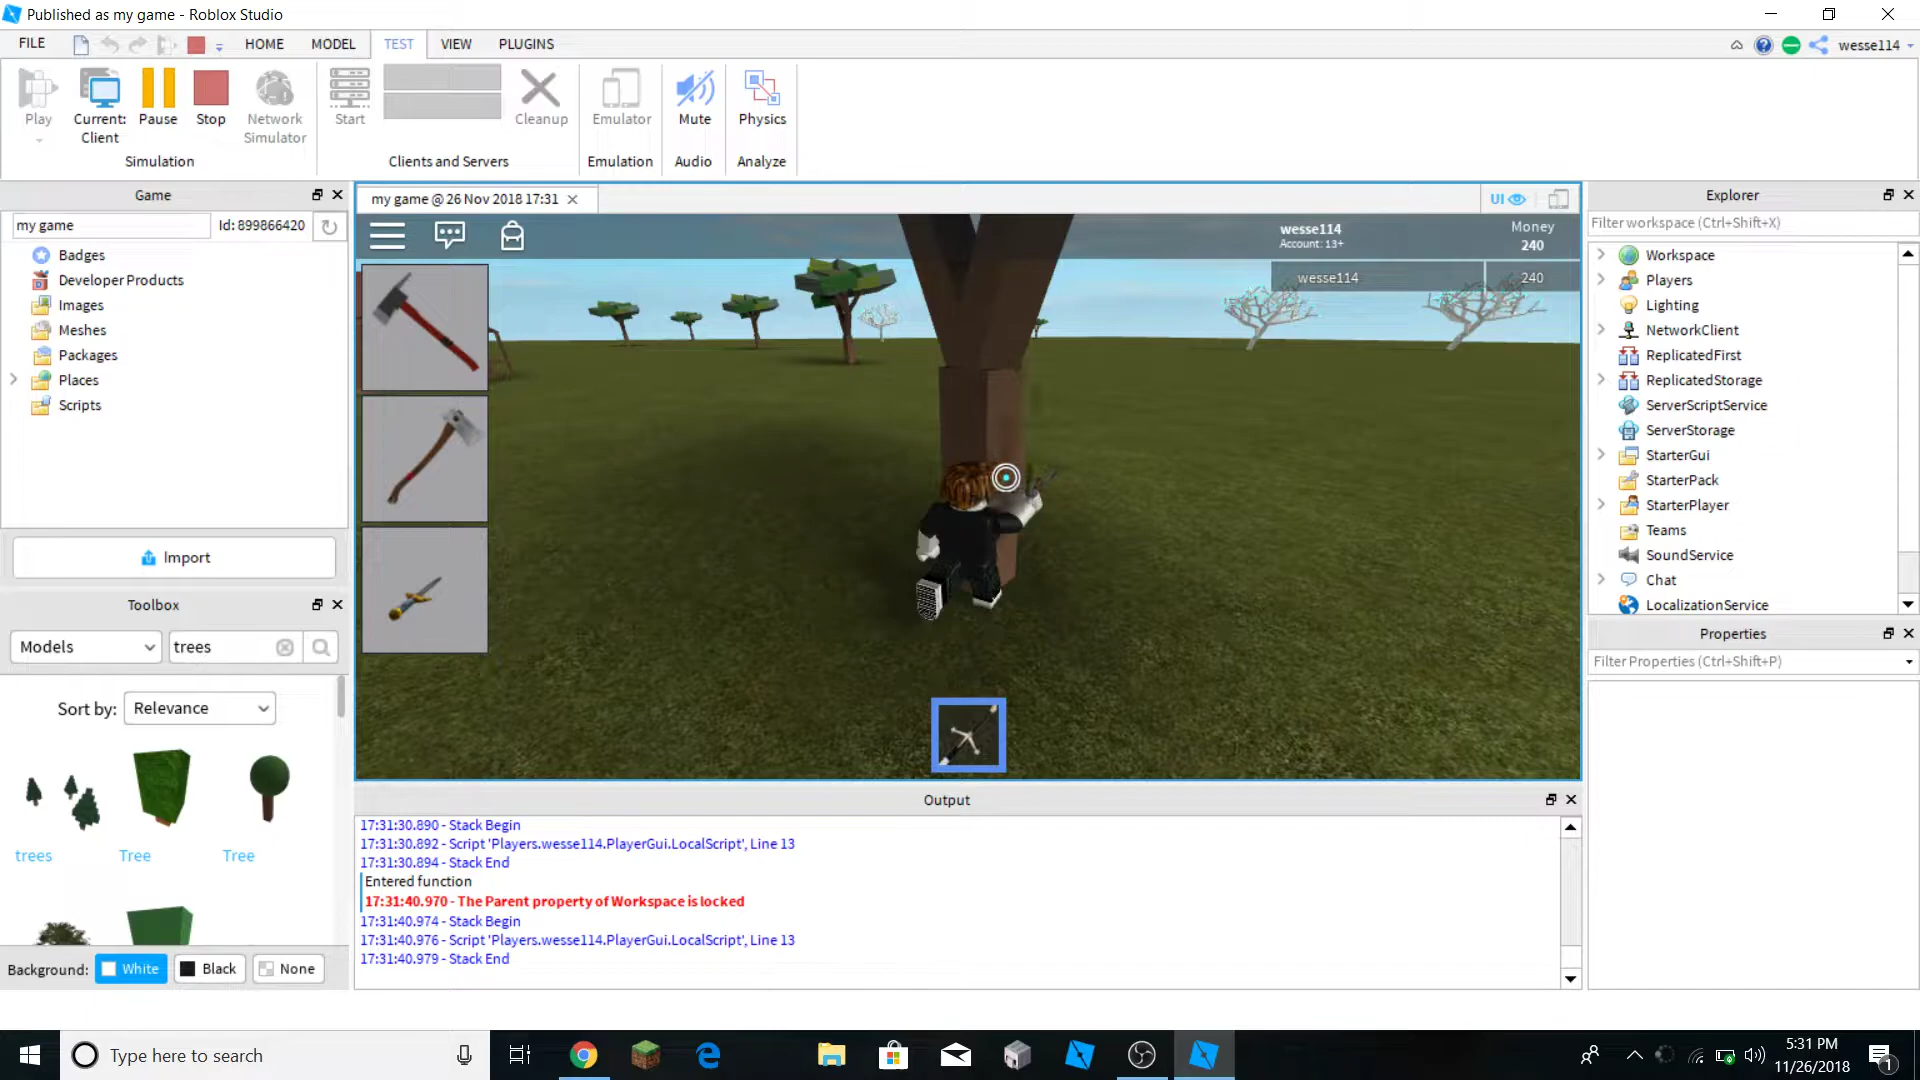 Published as my game - Roblox Studio
FILE HOME MODEL TEST VIEW PLUGINS wesse114
Play
Current:
Client
Pause
Stop
Network
Simulator
Simulation
Start
Cleanup
Clients and Servers
Emulator
Emulation
Mute
Audio
Physics
Analyze
Game
my game Id: 899866420
Badges
Developer Products
Images
Meshes
Packages
Places
Scripts
Import
Toolbox
Models trees
Sort by: Relevance
trees Tree Tree
Background: White Black None
my game @ 26 Nov 2018 17:31
UI
wesse114
Account: 13+
Money
240
wesse114 240
Output
17:31:30.890 - Stack Begin
17:31:30.892 - Script 'Players.wesse114.PlayerGui.LocalScript', Line 13
17:31:30.894 - Stack End
Entered function
17:31:40.970 - The Parent property of Workspace is locked
17:31:40.974 - Stack Begin
17:31:40.976 - Script 'Players.wesse114.PlayerGui.LocalScript', Line 13
17:31:40.979 - Stack End
Explorer
Filter workspace (Ctrl+Shift+X)
Workspace
Players
Lighting
NetworkClient
ReplicatedFirst
ReplicatedStorage
ServerScriptService
ServerStorage
StarterGui
StarterPack
StarterPlayer
Teams
SoundService
Chat
LocalizationService
Properties
Filter Properties (Ctrl+Shift+P)
Type here to search
5:31 PM
11/26/2018
1